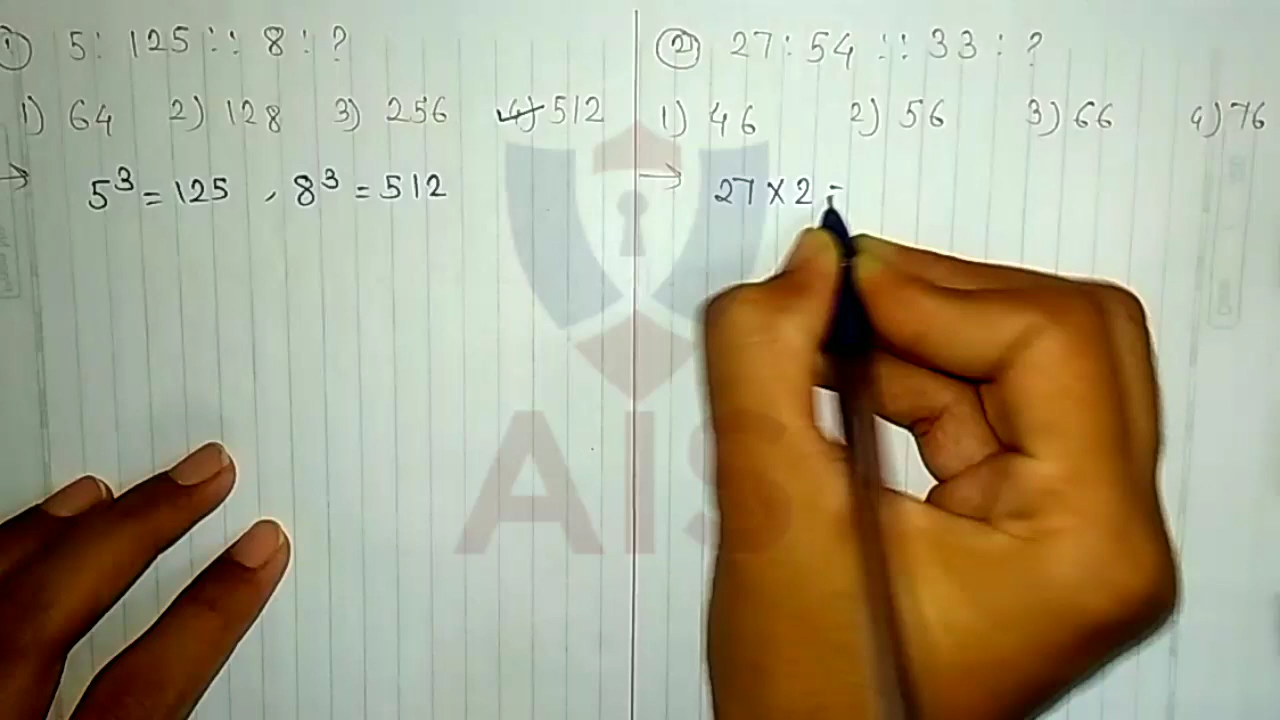 ① 5 : 125 : : 8 : ?
1) 64 2) 128 3) 256 4) 512
→ 5³ = 125 , 8³ = 512
② 27 : 54 : : 33 : ?
1) 46 2) 56 3) 66 4) 76
→ 27 × 2 =
AIS